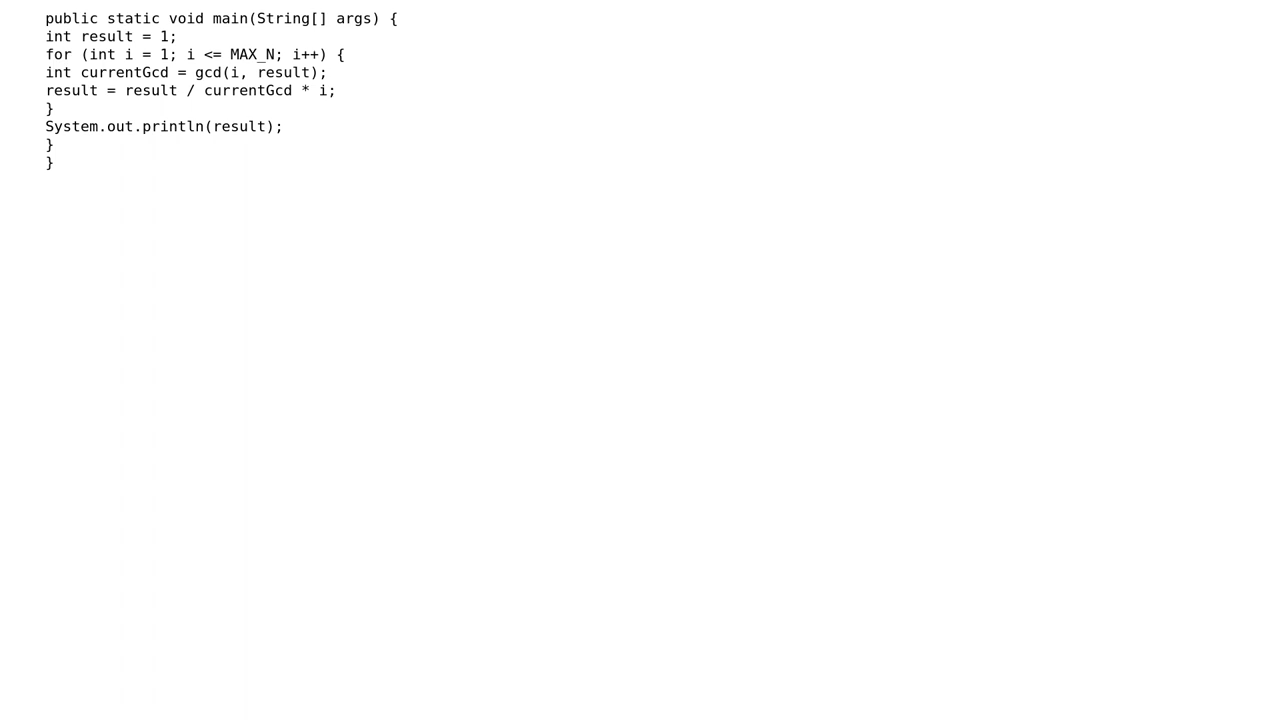 public static void main(String[] args) {
int result = 1;
for (int i = 1; i <= MAX_N; i++) {
int currentGcd = gcd(i, result);
result = result / currentGcd * i;
}
System.out.println(result);
}
}